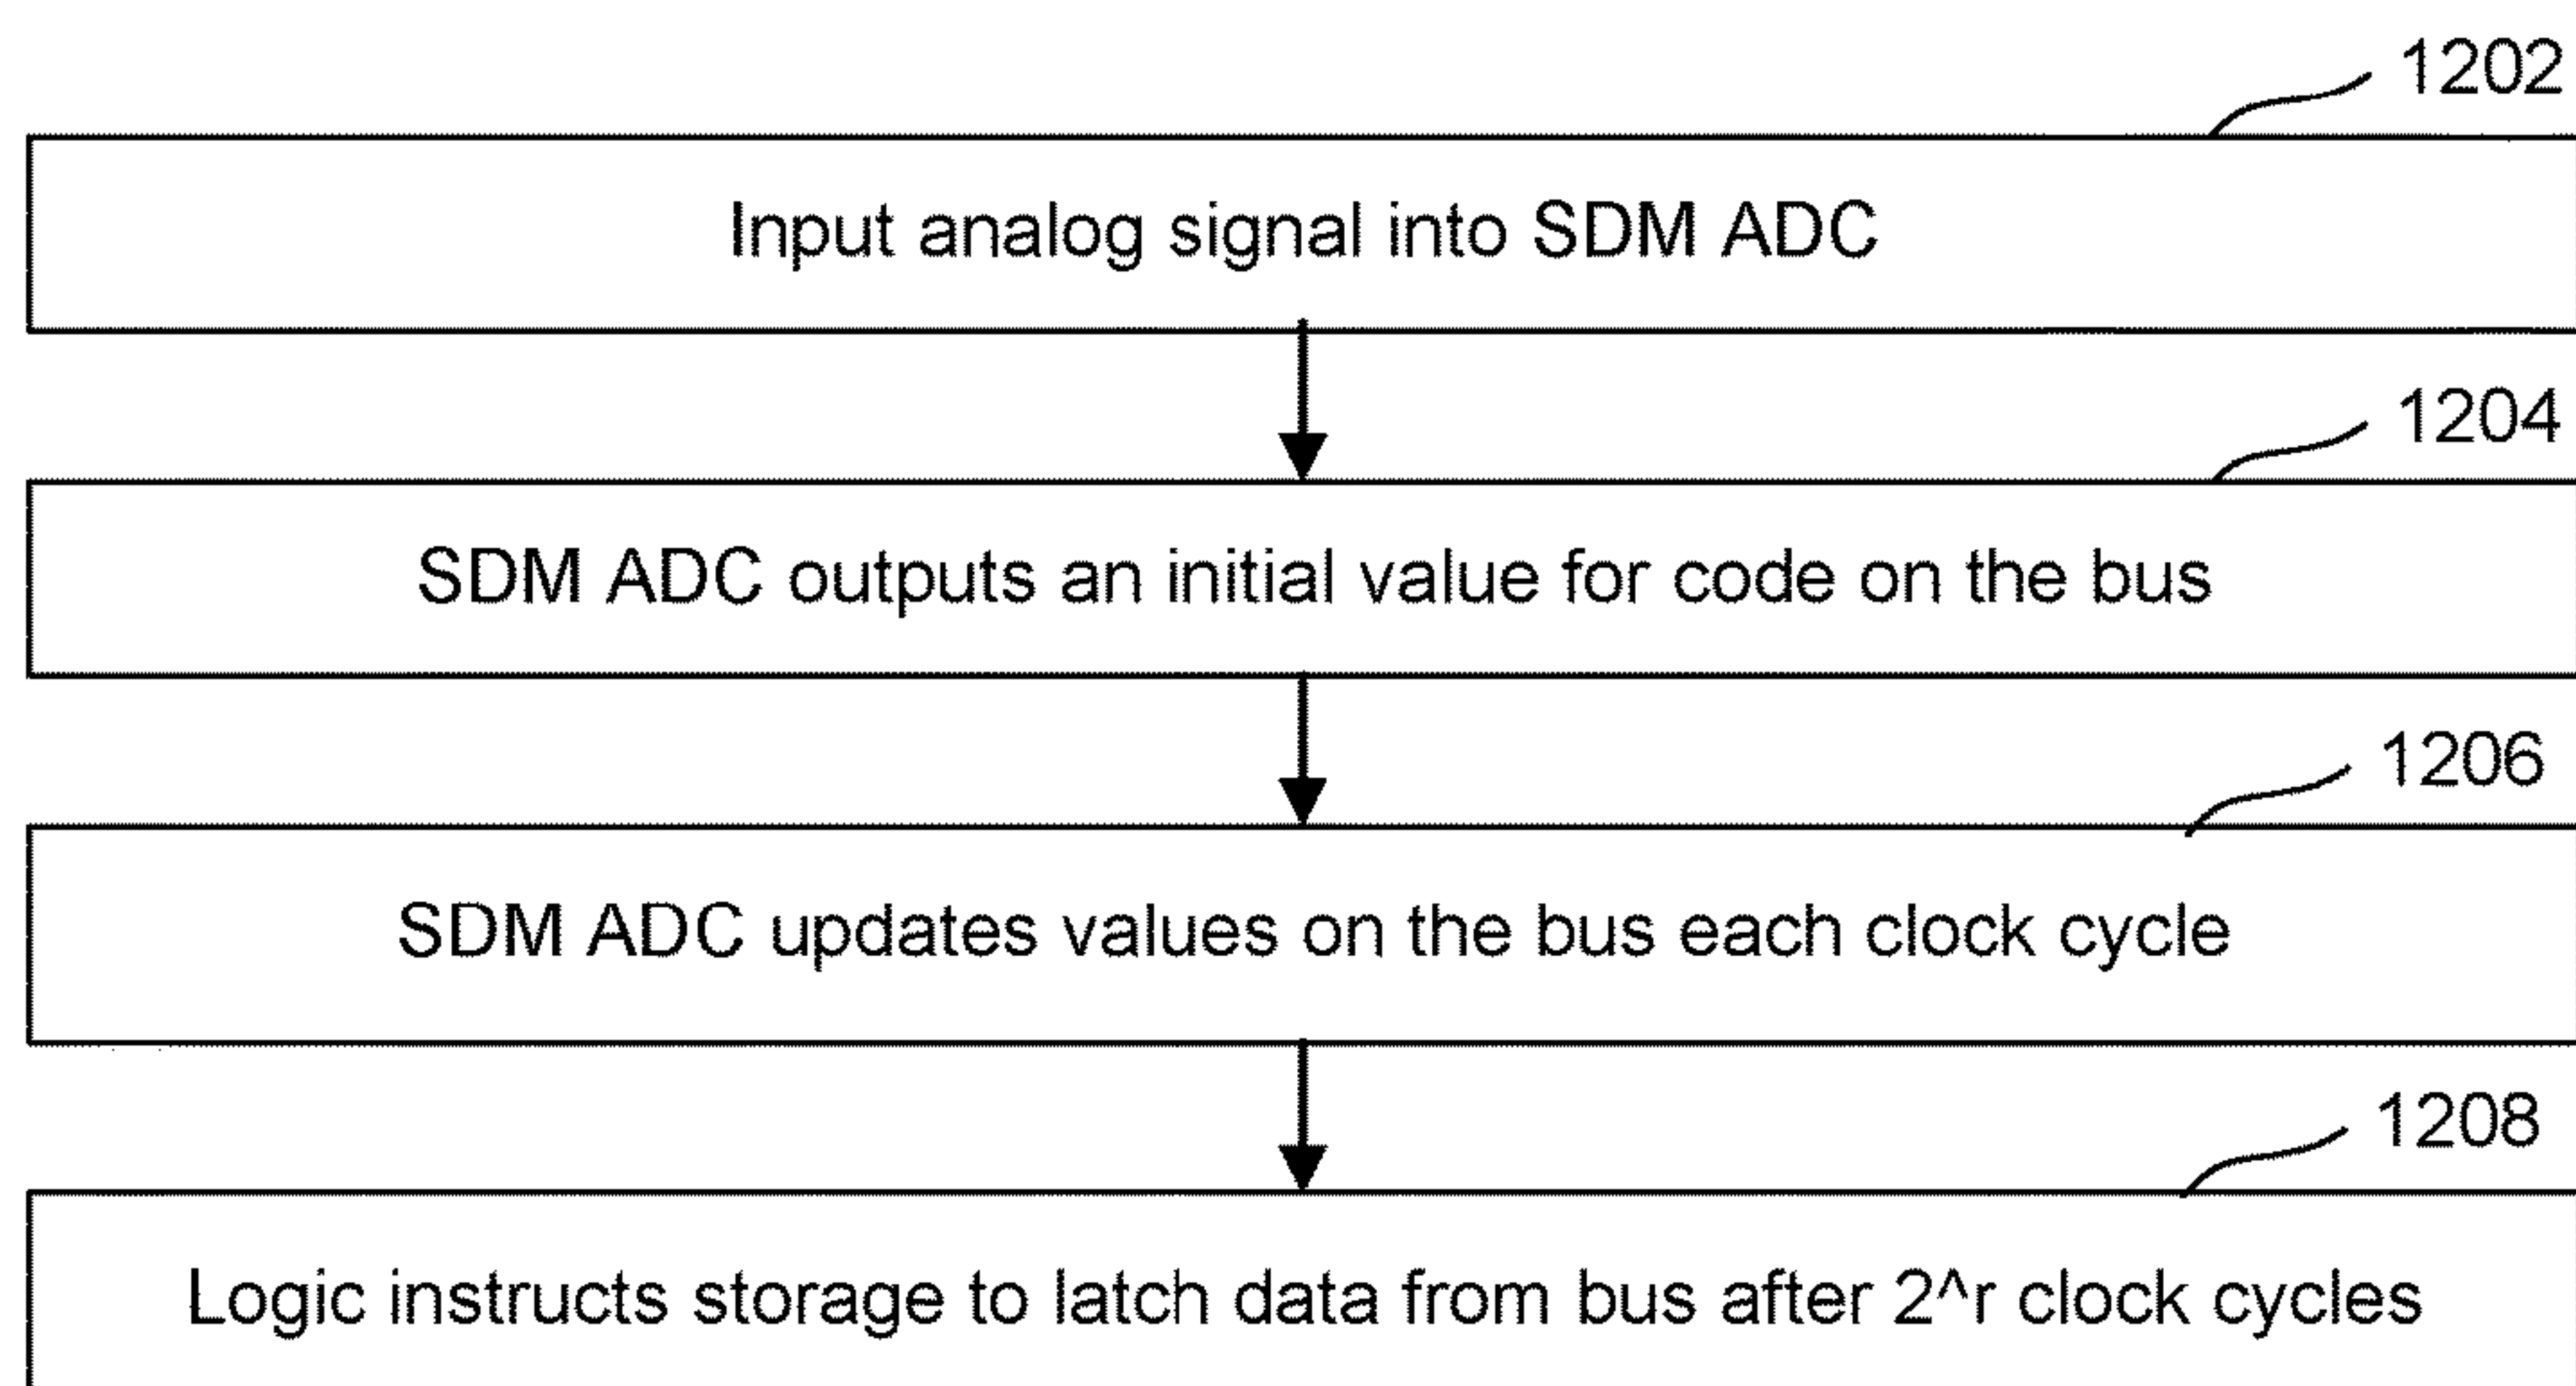 1202
Input analog signal into SDM ADC
1204
SDM ADC outputs an initial value for code on the bus
1206
SDM ADC updates values on the bus each clock cycle
1208
Logic instructs storage to latch data from bus after 2^r clock cycles